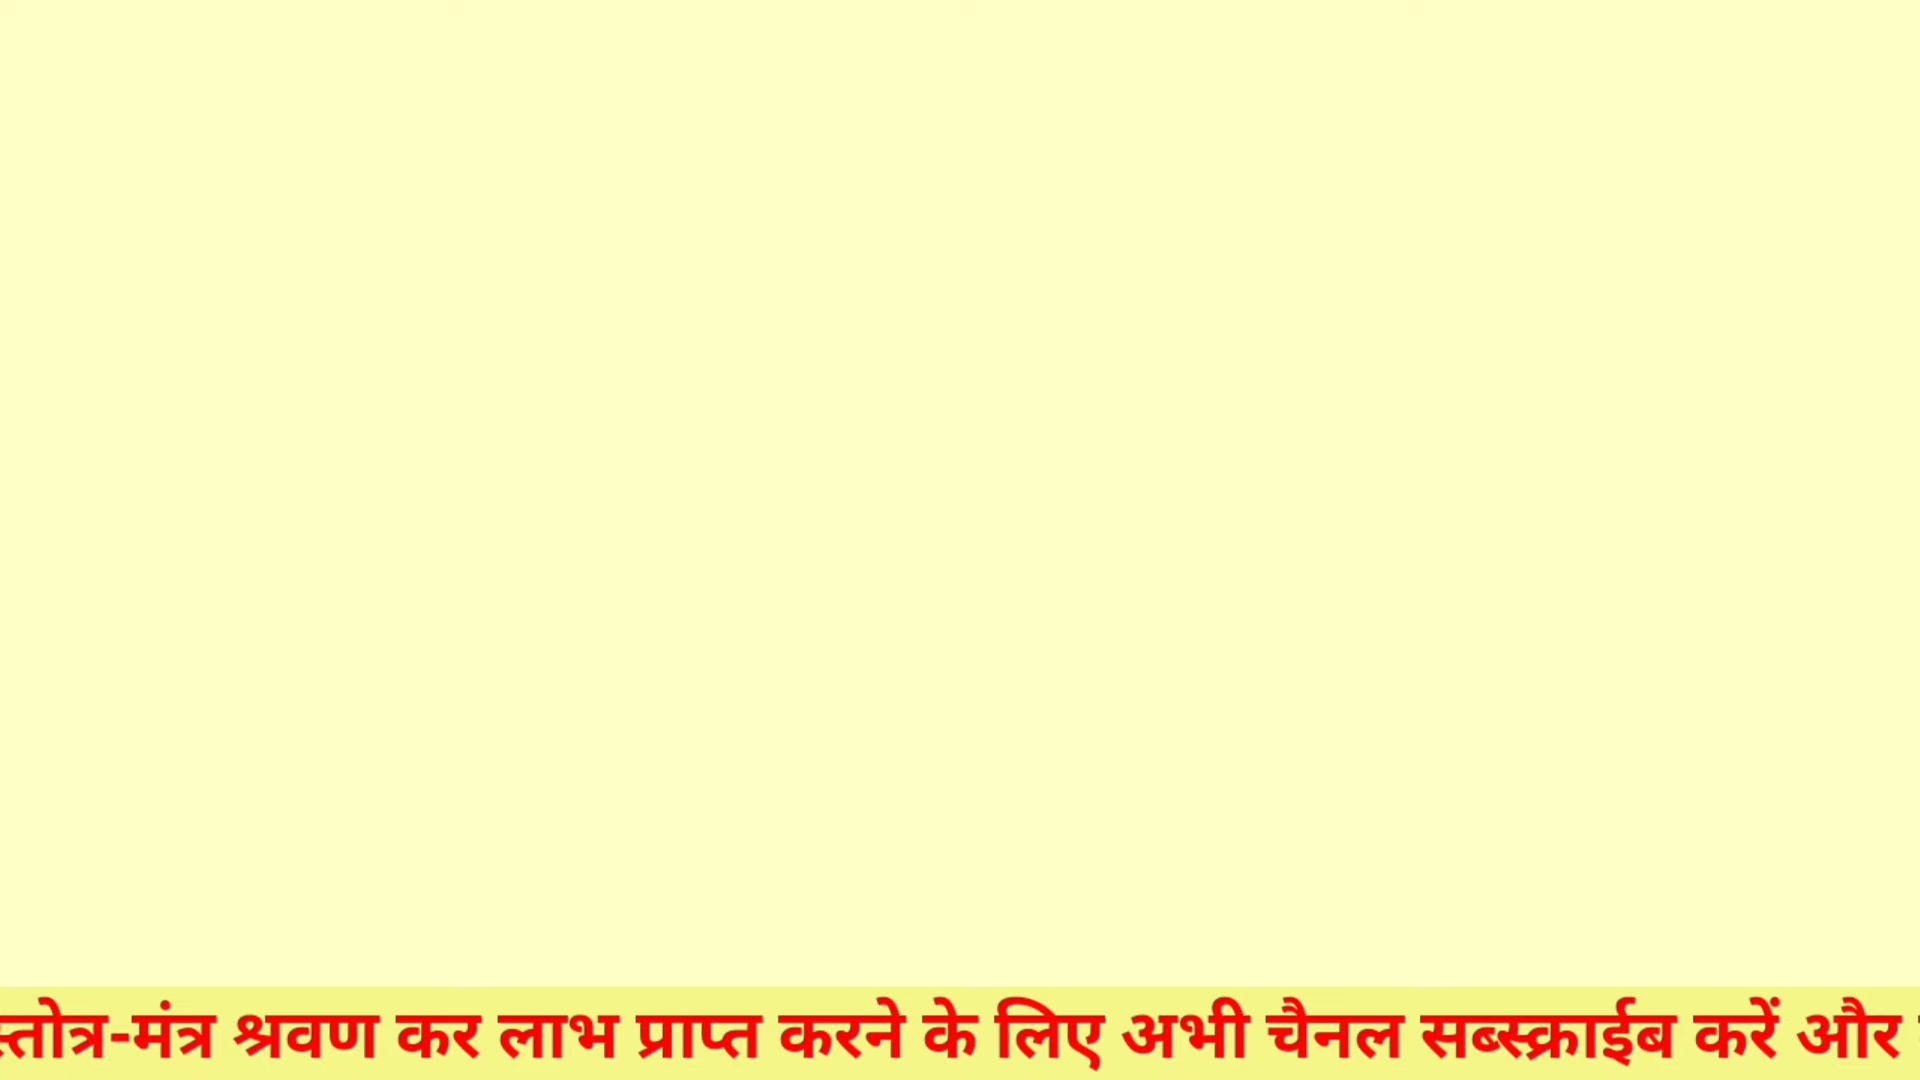 स्तोत्र-मंत्र श्रवण कर लाभ प्राप्त करने के लिए अभी चैनल सब्स्क्राईब करें और